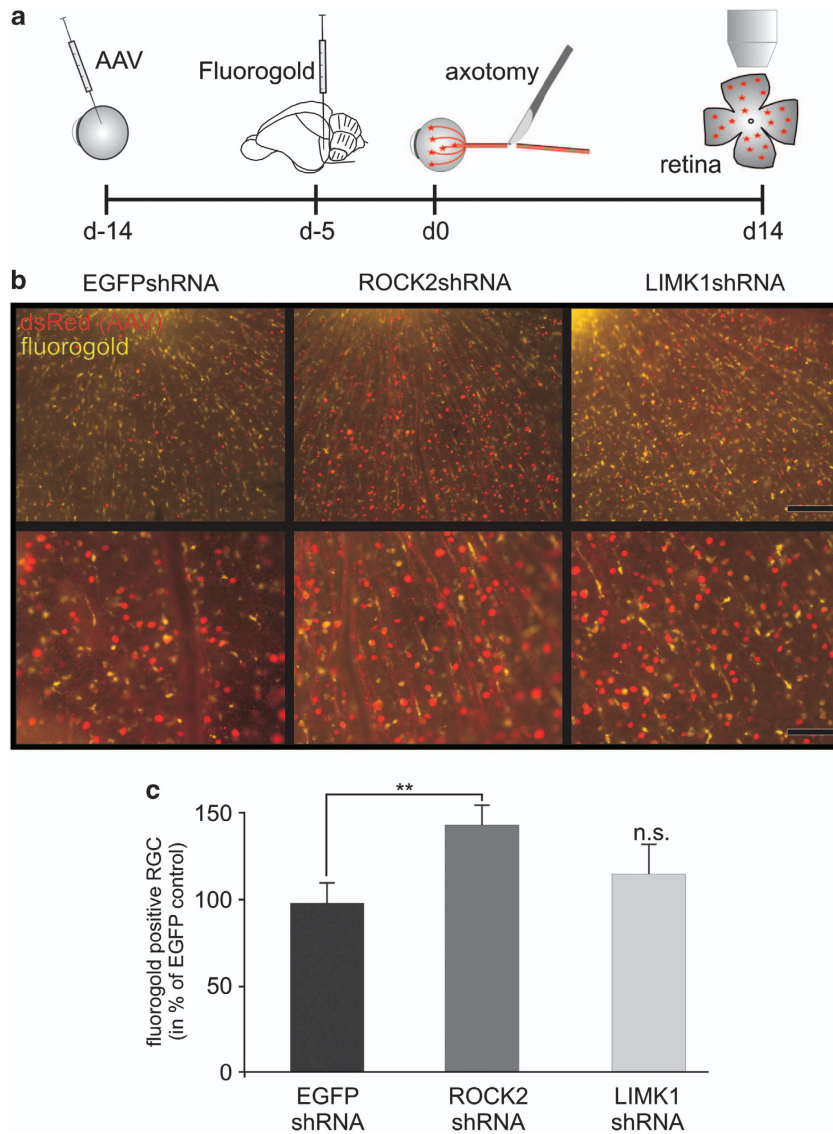 a
AAV
Fluorogold
axotomy
retina
d-14
d-5
d0
d14
b
EGFPshRNA
ROCK2shRNA
LIMK1shRNA
dsRed (AAV)
fluorogold
c
fluorogold positive RGC
(in % of EGFP control)
150
100
50
0
**
n.s.
EGFP
shRNA
ROCK2
shRNA
LIMK1
shRNA